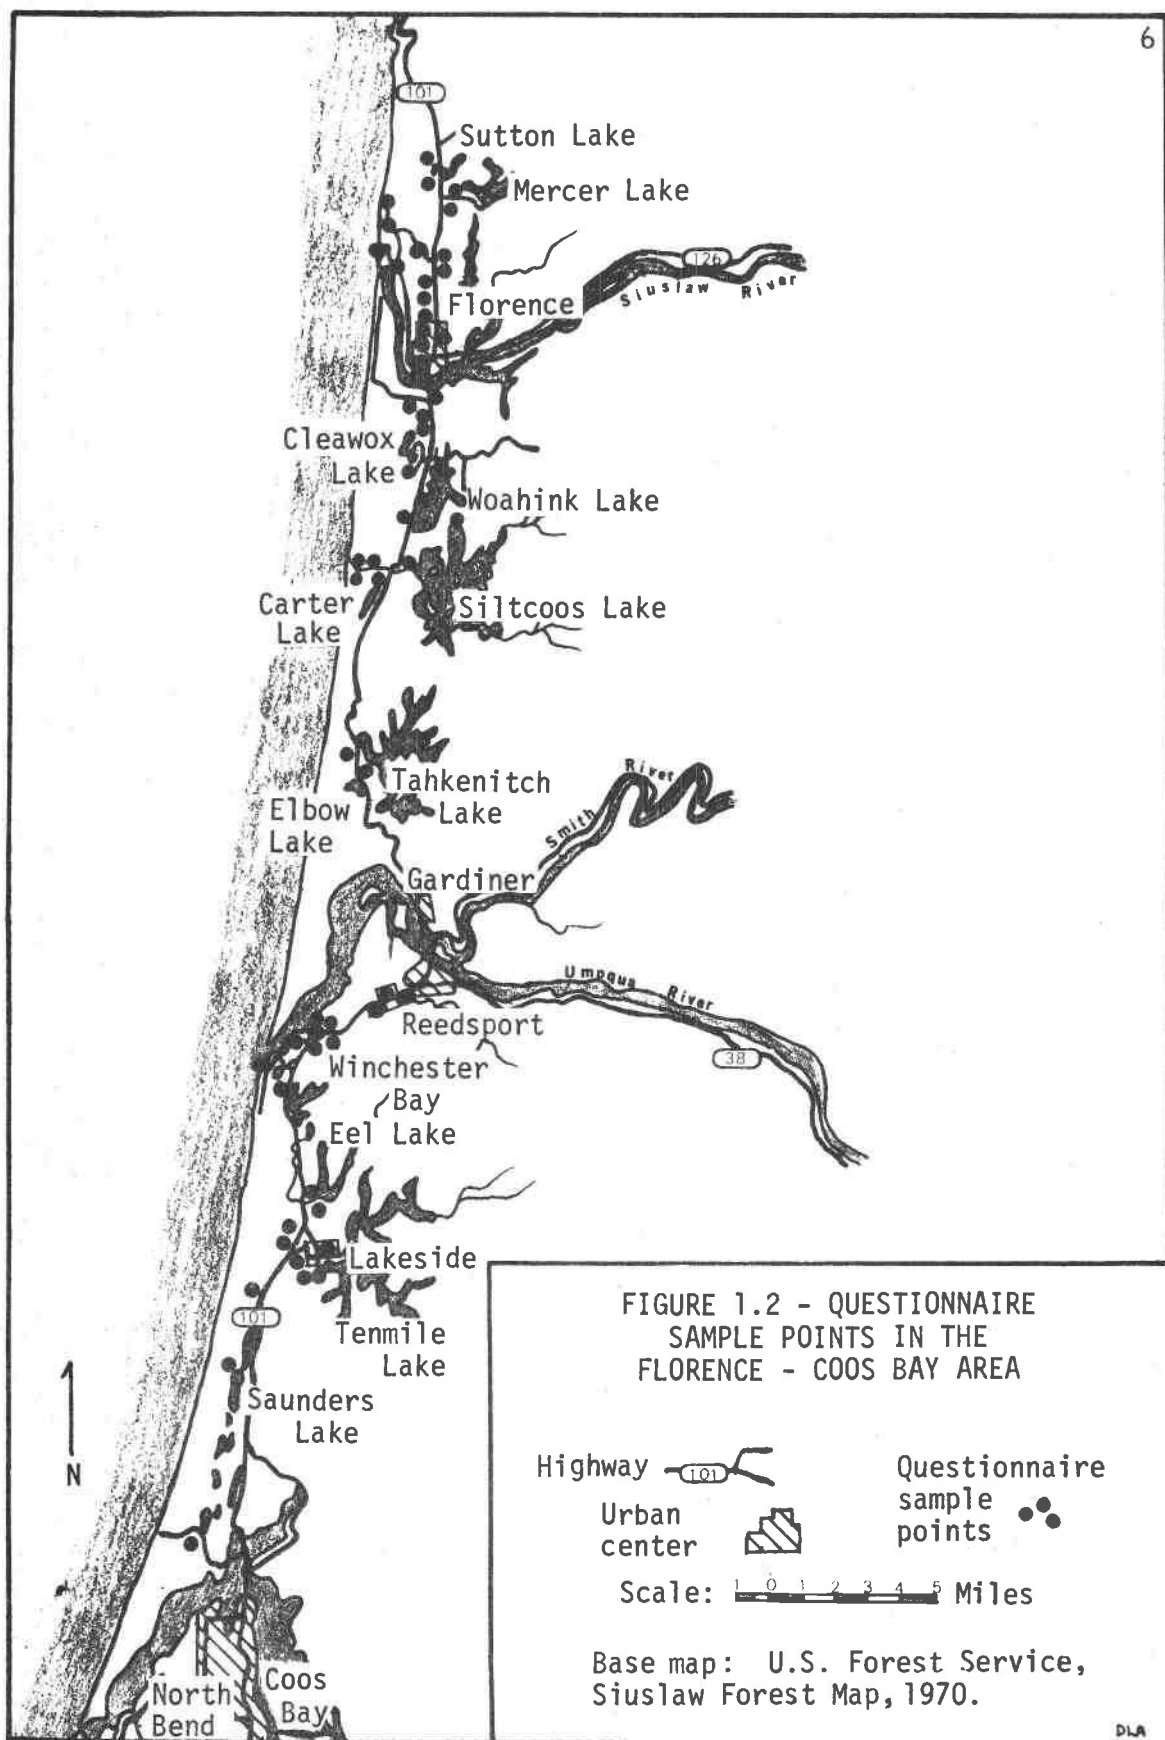 6
101
Sutton Lake
Mercer Lake
126
Siuslaw River
Florence
Cleawox
Lake
Woahink Lake
Carter
Lake
Siltcoos Lake
Tahkenitch
Lake
Elbow
Lake
Smith River
Gardiner
Umpqua River
Reedsport
38
Winchester
Bay
Eel Lake
Lakeside
101
Tenmile
Lake
Saunders
Lake
N
North
Bend
Coos
Bay
FIGURE 1.2 - QUESTIONNAIRE
SAMPLE POINTS IN THE
FLORENCE - COOS BAY AREA
Highway 101
Urban
center
Questionnaire
sample
points
Scale: 1 0 1 2 3 4 5 Miles
Base map: U.S. Forest Service,
Siuslaw Forest Map, 1970.
DLA